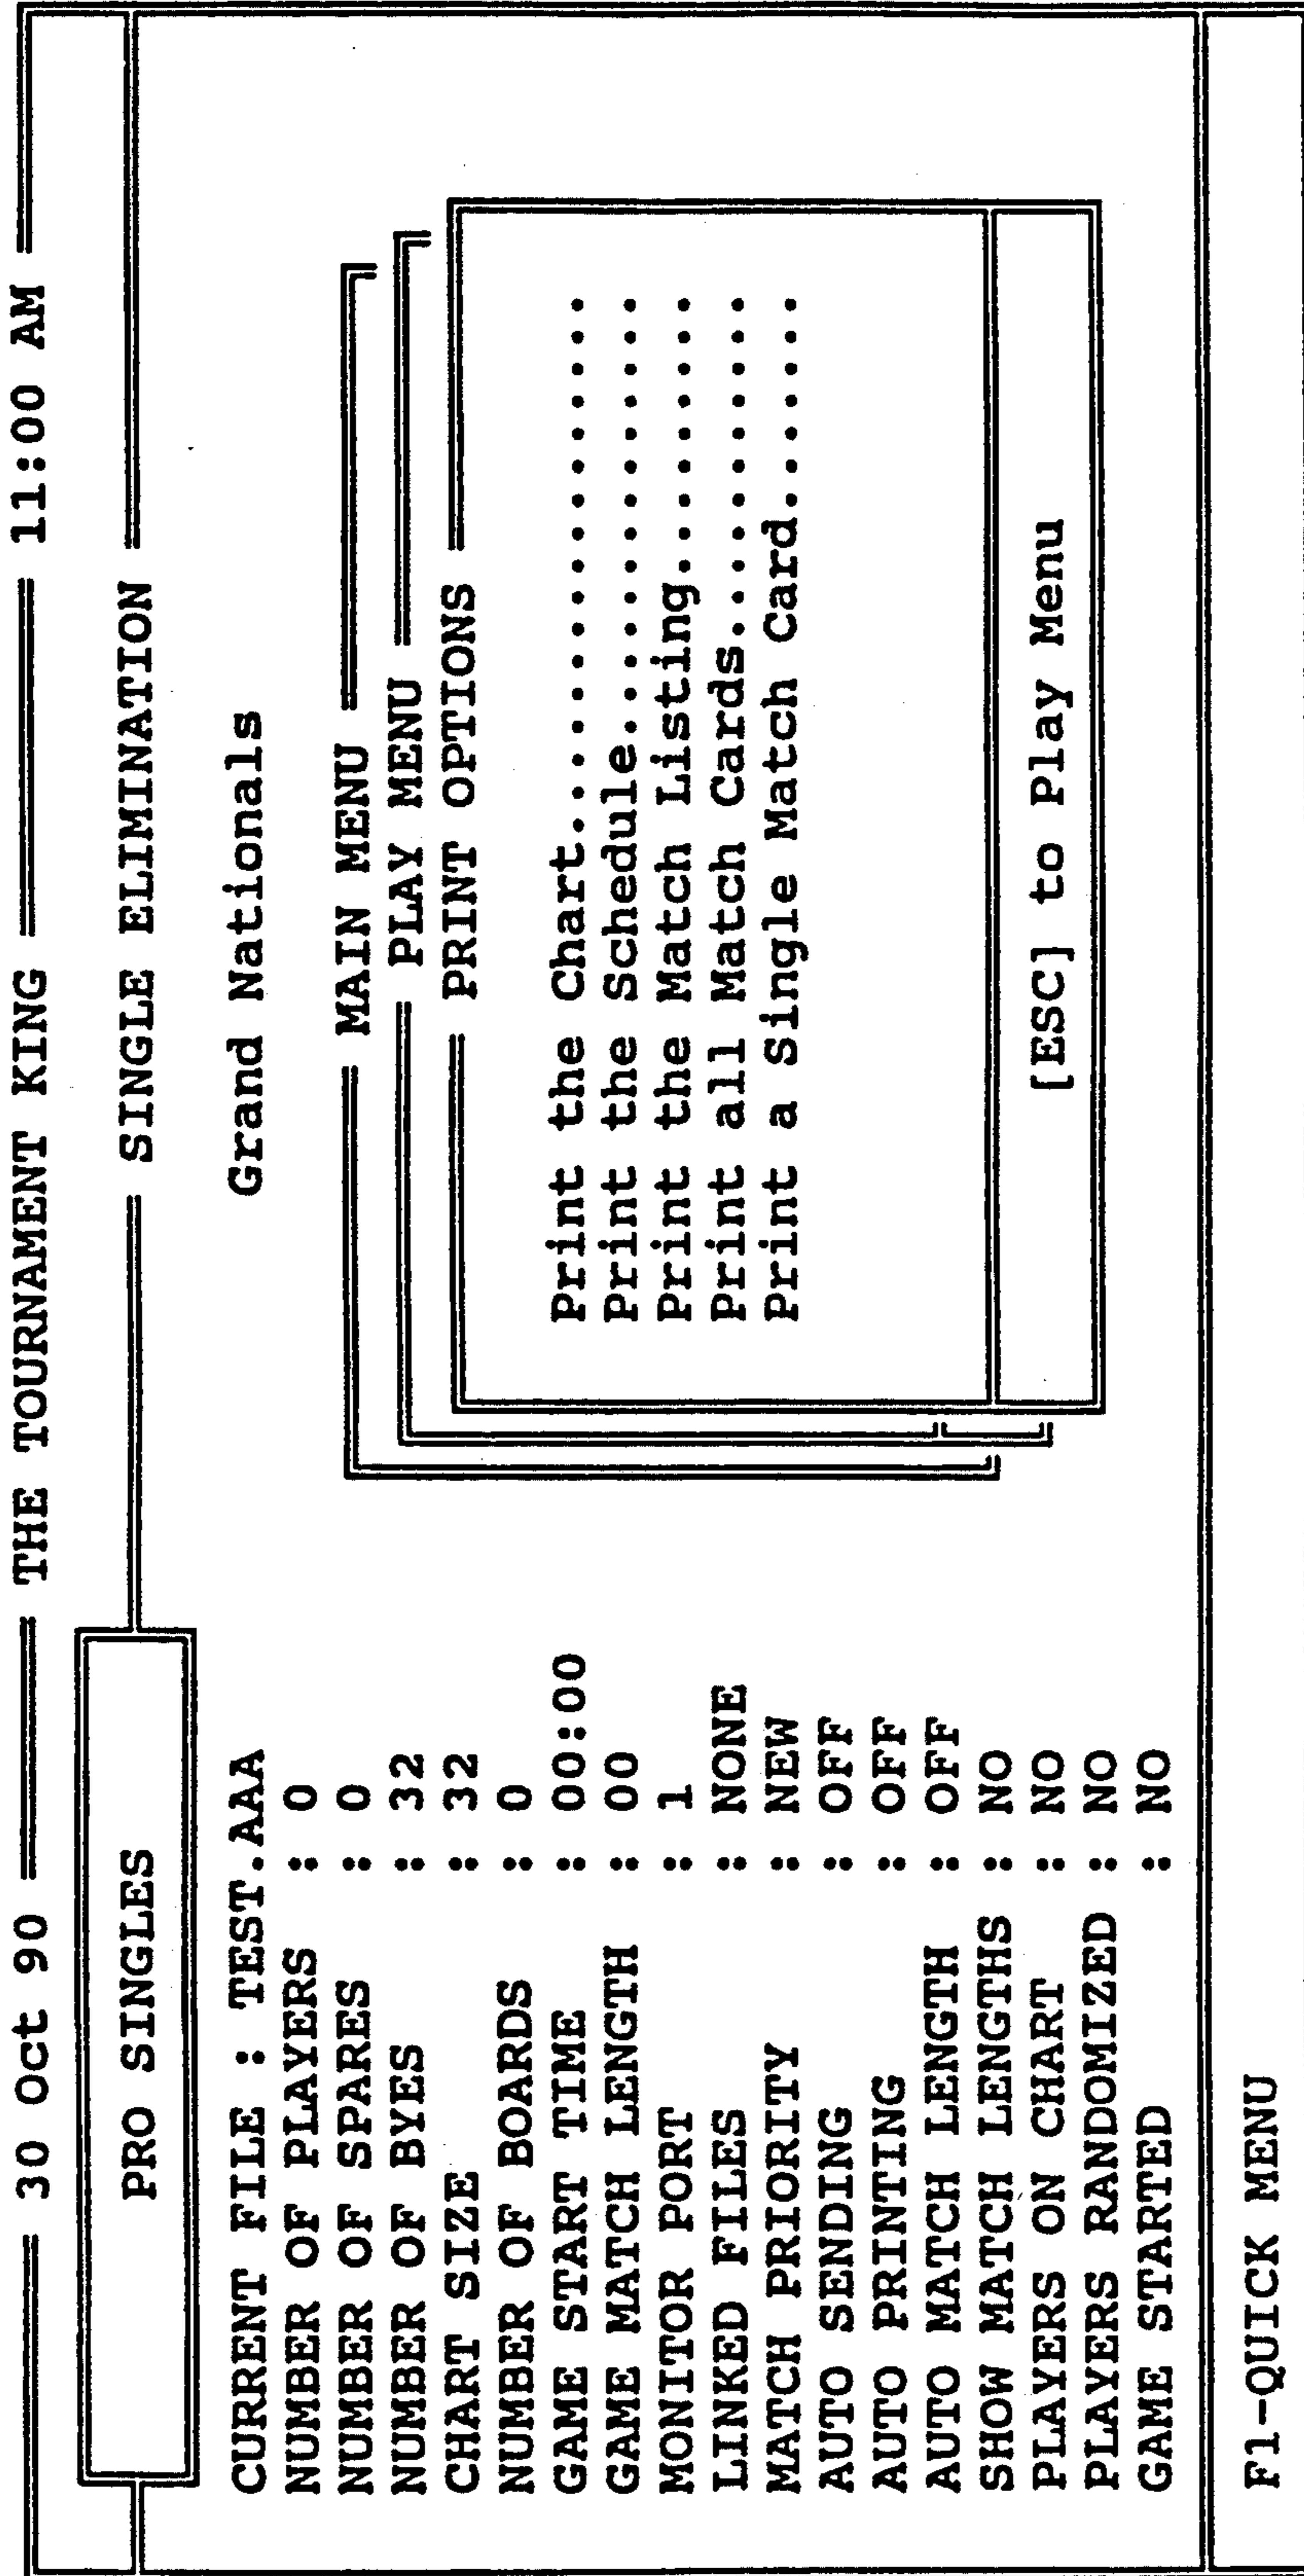 30 Oct 90 THE TOURNAMENT KING 11:00 AM
PRO SINGLES SINGLE ELIMINATION
Grand Nationals
CURRENT FILE : TEST.AAA
NUMBER OF PLAYERS : 0
NUMBER OF SPARES : 0
NUMBER OF BYES : 32
CHART SIZE : 32
NUMBER OF BOARDS : 0
GAME START TIME : 00:00
GAME MATCH LENGTH : 00
MONITOR PORT : 1
LINKED FILES : NONE
MATCH PRIORITY : NEW
AUTO SENDING : OFF
AUTO PRINTING : OFF
AUTO MATCH LENGTH : OFF
SHOW MATCH LENGTHS : NO
PLAYERS ON CHART : NO
PLAYERS RANDOMIZED : NO
GAME STARTED : NO
MAIN MENU
PLAY MENU
PRINT OPTIONS
Print the Chart.................
Print the Schedule..............
Print the Match Listing.........
Print all Match Cards...........
Print a Single Match Card.......
[ESC] to Play Menu
F1-QUICK MENU